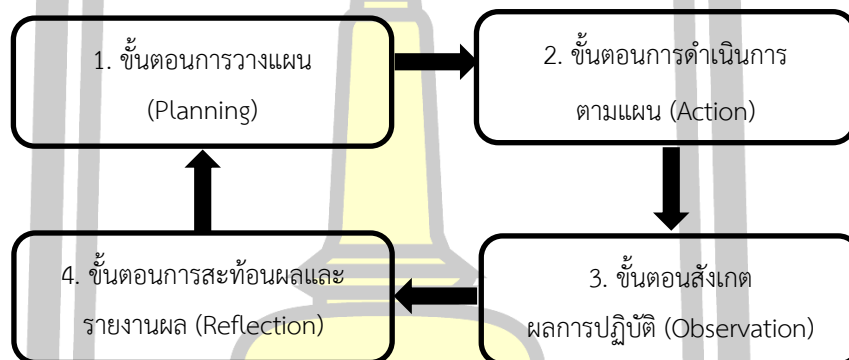 1. ขั้นตอนการวางแผน
(Planning)
2. ขั้นตอนการดำเนินการ
ตามแผน (Action)
3. ขั้นตอนสังเกต
ผลการปฏิบัติ (Observation)
4. ขั้นตอนการสะท้อนผลและ
รายงานผล (Reflection)